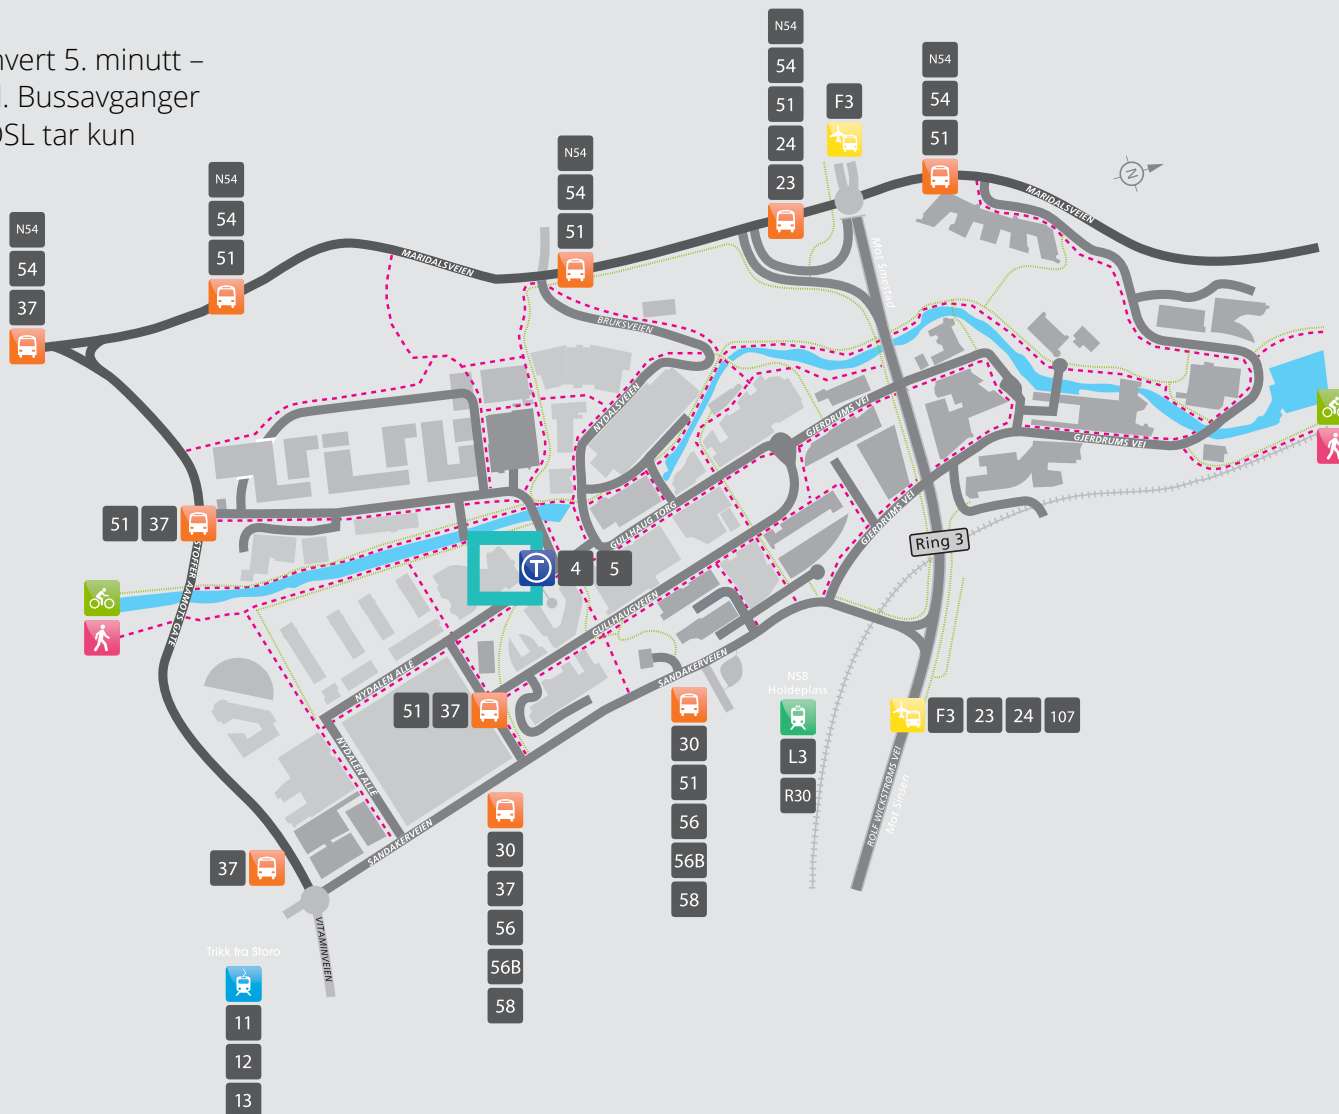 hvert 5. minutt –
l. Bussavganger
OSL tar kun
N54
54
51
24
23
F3
N54
54
51
N54
54
51
N54
54
51
N54
54
37
N
MARIDALSVEIEN
MARIDALSVEIEN
Mot Smestad
BRUKSVEIEN
NYDALSVEIEN
GJERDRUMS VEI
GJERDRUMS VEI
GJERDRUMS VEI
GULLHAUG TORG
Ring 3
51 37
STOFFER AAMOTS GATE
T 4 5
GULLHAUGVEIEN
NYDALEN ALLÉ
SANDAKERVEIEN
51 37
NYDALEN ALLÉ
NSB
Holdeplass
L3
R30
F3 23 24 107
30
51
56
56B
58
ROLF WICKSTRØMS VEI
Mot Sinsen
SANDAKERVEIEN
30
37
56
56B
58
37
VITAMINVEIEN
Trikk fra Storo
11
12
13